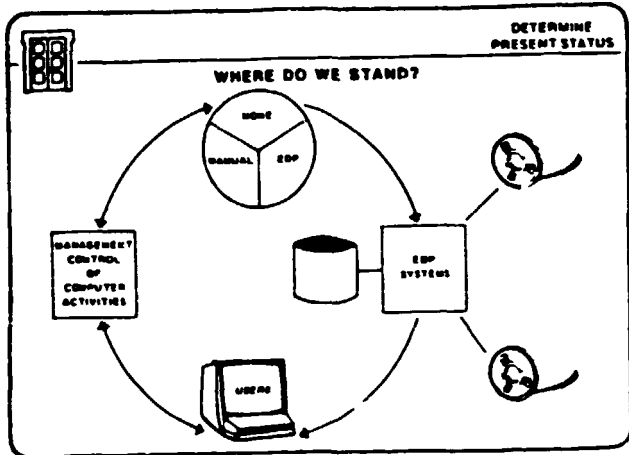 DETERMINE
PRESENT STATUS
WHERE DO WE STAND?
NONE
MANUAL
EDP
MANAGEMENT
CONTROL
OF
COMPUTER
ACTIVITIES
EDP
SYSTEMS
USERS